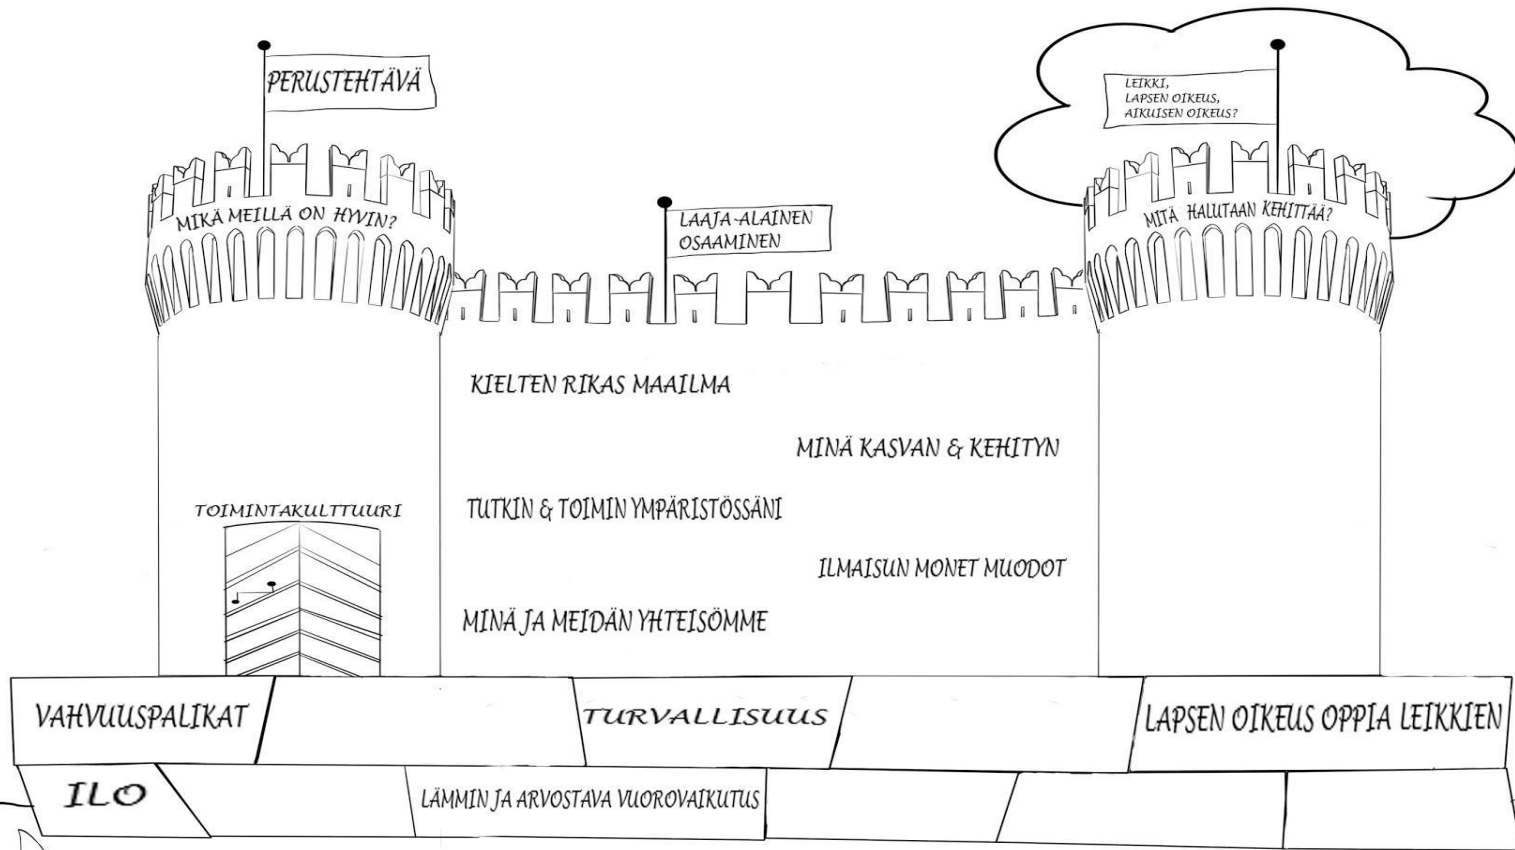 PERUSTEHTÄVÄ
LEIKKI,
LAPSEN OIKEUS,
AIKUISEN OIKEUS?
MIKÄ MEILLÄ ON HYVIN?
LAAJA-ALAINEN
OSAAMINEN
MITÄ HALUTAAN KEHITTÄÄ?
KIELTEN RIKAS MAAILMA
MINÄ KASVAN & KEHITYN
TUTKIN & TOIMIN YMPÄRISTÖSSÄNI
TOIMINTAKULTTUURI
ILMAISUN MONET MUODOT
MINÄ JA MEIDÄN YHTEISÖMME
VAHVUUSPALIKAT
TURVALLISUUS
LAPSEN OIKEUS OPPIA LEIKKIEN
ILO
LÄMMIN JA ARVOSTAVA VUOROVAIKUTUS